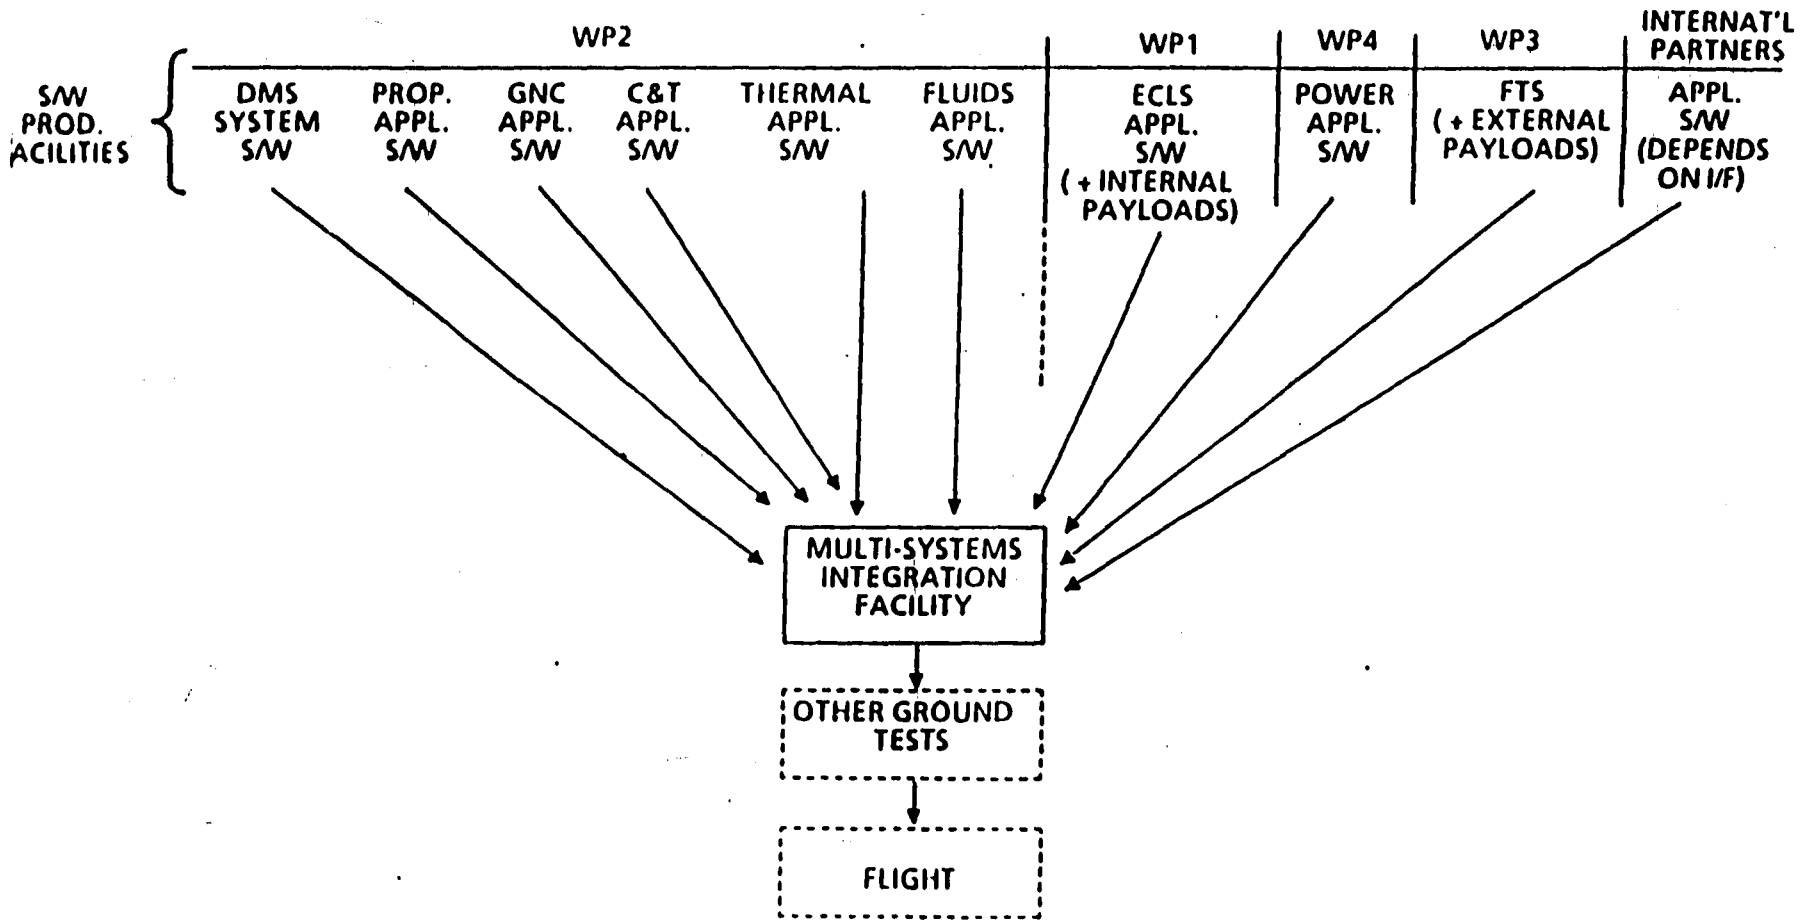 WP2
WP1
WP4
WP3
INTERNAT'L
PARTNERS
S/W
PROD.
ACILITIES
DMS
SYSTEM
S/W
PROP.
APPL.
S/W
GNC
APPL.
S/W
C&T
APPL.
S/W
THERMAL
APPL.
S/W
FLUIDS
APPL.
S/W
ECLS
APPL.
S/W
( + INTERNAL
PAYLOADS)
POWER
APPL.
S/W
FTS
( + EXTERNAL
PAYLOADS)
APPL.
S/W
(DEPENDS
ON I/F)
MULTI-SYSTEMS
INTEGRATION
FACILITY
OTHER GROUND
TESTS
FLIGHT